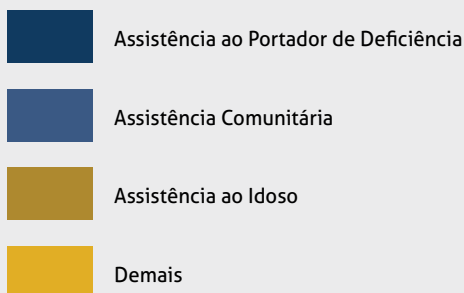 Assistência ao Portador de Deficiência
Assistência Comunitária
Assistência ao Idoso
Demais